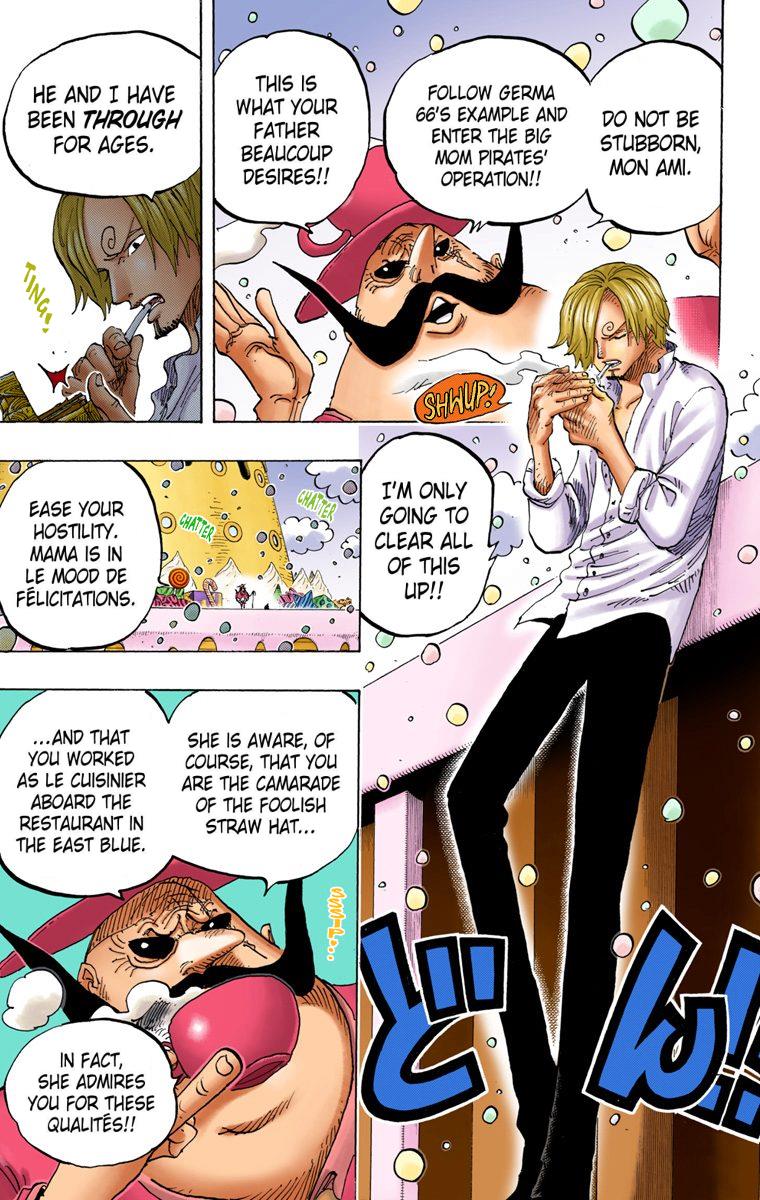 DO NOT BE
STUBBORN,
MON AMI.
FOLLOW GERMA
66'S EXAMPLE AND
ENTER THE BIG
MOM PIRATES'
OPERATION!!
THIS IS
WHAT YOUR
FATHER
BEAUCOUP
DESIRES!!
SHWUP!
HE AND I HAVE
BEEN THROUGH
FOR AGES.
TING!
I'M ONLY
GOING TO
CLEAR ALL
OF THIS
UP!!
どん!!
CHATTER
CHATTER
EASE YOUR
HOSTILITY.
MAMA IS IN
LE MOOD DE
FÉLICITATIONS.
SHE IS AWARE, OF
COURSE, THAT YOU
ARE THE CAMARADE
OF THE FOOLISH
STRAW HAT...
...AND THAT
YOU WORKED
AS LE CUISINIER
ABOARD THE
RESTAURANT IN
THE EAST BLUE.
IN FACT,
SHE ADMIRES
YOU FOR THESE
QUALITÉS!!